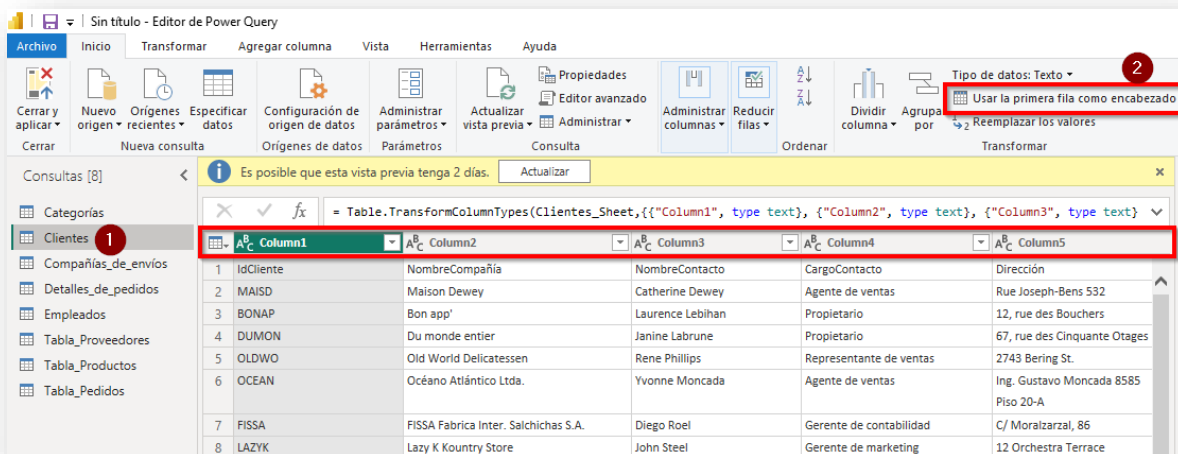 Sin título - Editor de Power Query
Archivo Inicio Transformar Agregar columna Vista Herramientas Ayuda
Cerrar y aplicar
Nuevo origen
Orígenes recientes
Especificar datos
Configuración de origen de datos
Administrar parámetros
Actualizar vista previa
Propiedades
Editor avanzado
Administrar
Administrar columnas
Reducir filas
Dividir columna
Agrupa por
Tipo de datos: Texto
2
Usar la primera fila como encabezado
Reemplazar los valores
Cerrar Nueva consulta Orígenes de datos Parámetros Consulta Ordenar Transformar
Consultas [8]
Es posible que esta vista previa tenga 2 días. Actualizar
Categorías
Clientes 1
Compañías_de_envíos
Detalles_de_pedidos
Empleados
Tabla_Proveedores
Tabla_Productos
Tabla_Pedidos
fx = Table.TransformColumnTypes(Clientes_Sheet,{{"Column1", type text}, {"Column2", type text}, {"Column3", type text}
ABC Column1 ABC Column2 ABC Column3 ABC Column4 ABC Column5
1 IdCliente NombreCompañía NombreContacto CargoContacto Dirección
2 MAISD Maison Dewey Catherine Dewey Agente de ventas Rue Joseph-Bens 532
3 BONAP Bon app' Laurence Lebihan Propietario 12, rue des Bouchers
4 DUMON Du monde entier Janine Labrune Propietario 67, rue des Cinquante Otages
5 OLDWO Old World Delicatessen Rene Phillips Representante de ventas 2743 Bering St.
6 OCEAN Océano Atlántico Ltda. Yvonne Moncada Agente de ventas Ing. Gustavo Moncada 8585
Piso 20-A
7 FISSA FISSA Fabrica Inter. Salchichas S.A. Diego Roel Gerente de contabilidad C/ Moralzarzal, 86
8 LAZYK Lazy K Kountry Store John Steel Gerente de marketing 12 Orchestra Terrace